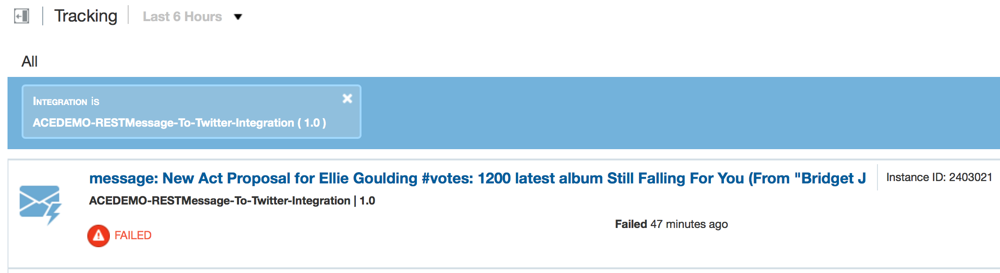 Tracking Last 6 Hours
All
INTEGRATION is
ACEDEMO-RESTMessage-To-Twitter-Integration ( 1.0 )
message: New Act Proposal for Ellie Goulding #votes: 1200 latest album Still Falling For You (From "Bridget J
Instance ID: 2403021
ACEDEMO-RESTMessage-To-Twitter-Integration | 1.0
Failed 47 minutes ago
FAILED